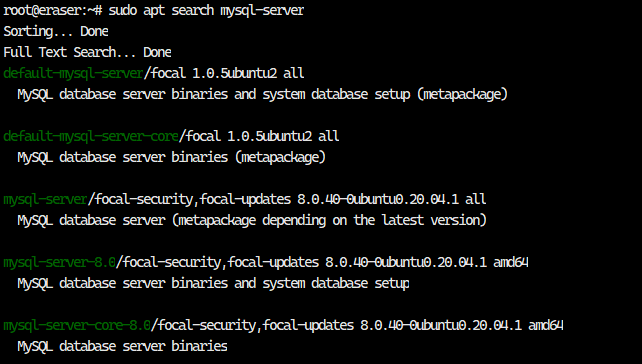 root@eraser:~# sudo apt search mysql-server
Sorting... Done
Full Text Search... Done
default-mysql-server/focal 1.0.5ubuntu2 all
  MySQL database server binaries and system database setup (metapackage)
default-mysql-server-core/focal 1.0.5ubuntu2 all
  MySQL database server binaries (metapackage)
mysql-server/focal-security,focal-updates 8.0.40-0ubuntu0.20.04.1 all
  MySQL database server (metapackage depending on the latest version)
mysql-server-8.0/focal-security,focal-updates 8.0.40-0ubuntu0.20.04.1 amd64
  MySQL database server binaries and system database setup
mysql-server-core-8.0/focal-security,focal-updates 8.0.40-0ubuntu0.20.04.1 amd64
  MySQL database server binaries